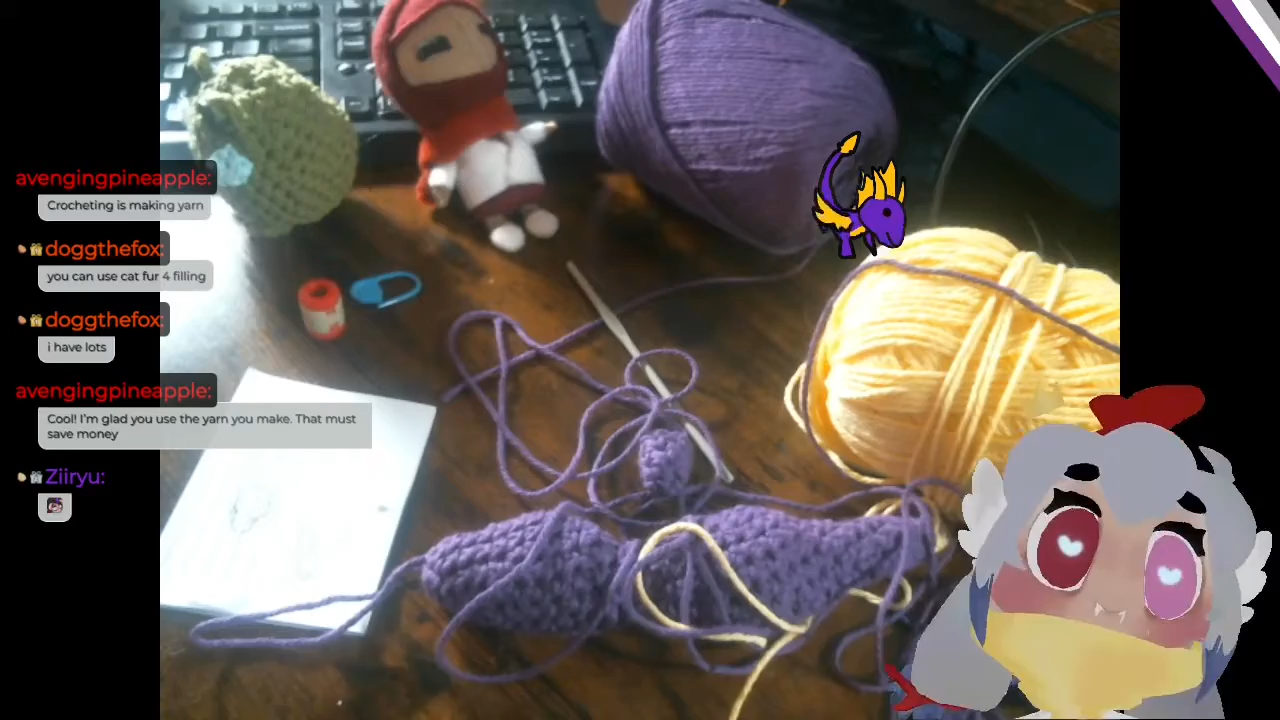 avengingpineapple:
Crocheting is making yarn
doggthefox:
you can use cat fur 4 filling
doggthefox:
i have lots
avengingpineapple:
Cool! I'm glad you use the yarn you make. That must
save money
Ziiryu: